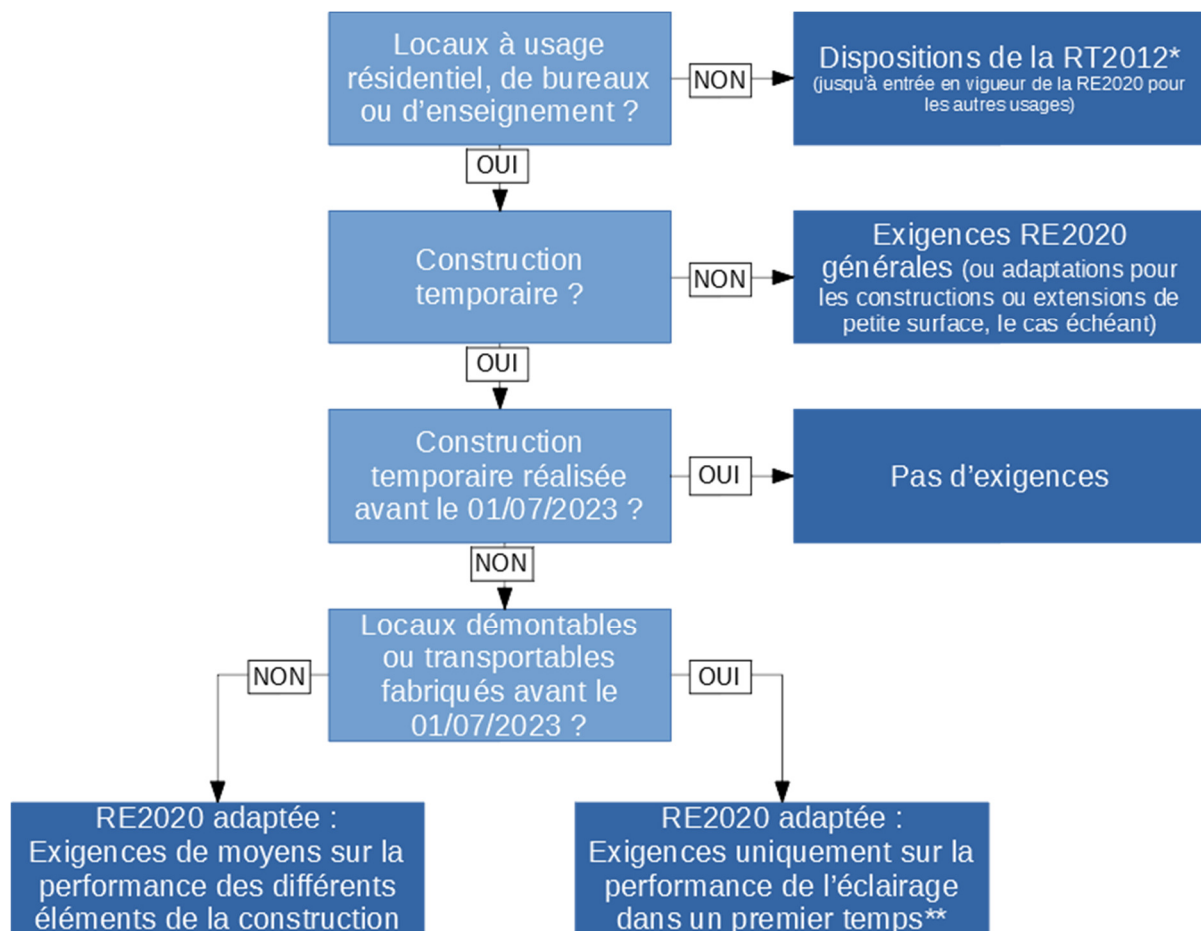 Locaux à usage
résidentiel, de bureaux
ou d’enseignement ?
NON
Dispositions de la RT2012*
(jusqu’à entrée en vigueur de la RE2020 pour
les autres usages)
OUI
Construction
temporaire ?
NON
Exigences RE2020
générales (ou adaptations pour
les constructions ou extensions de
petite surface, le cas échéant)
OUI
Construction
temporaire réalisée
avant le 01/07/2023 ?
OUI
Pas d’exigences
NON
Locaux démontables
ou transportables
fabriqués avant le
01/07/2023 ?
NON
OUI
RE2020 adaptée :
Exigences de moyens sur la
performance des différents
éléments de la construction
RE2020 adaptée :
Exigences uniquement sur la
performance de l’éclairage
dans un premier temps**